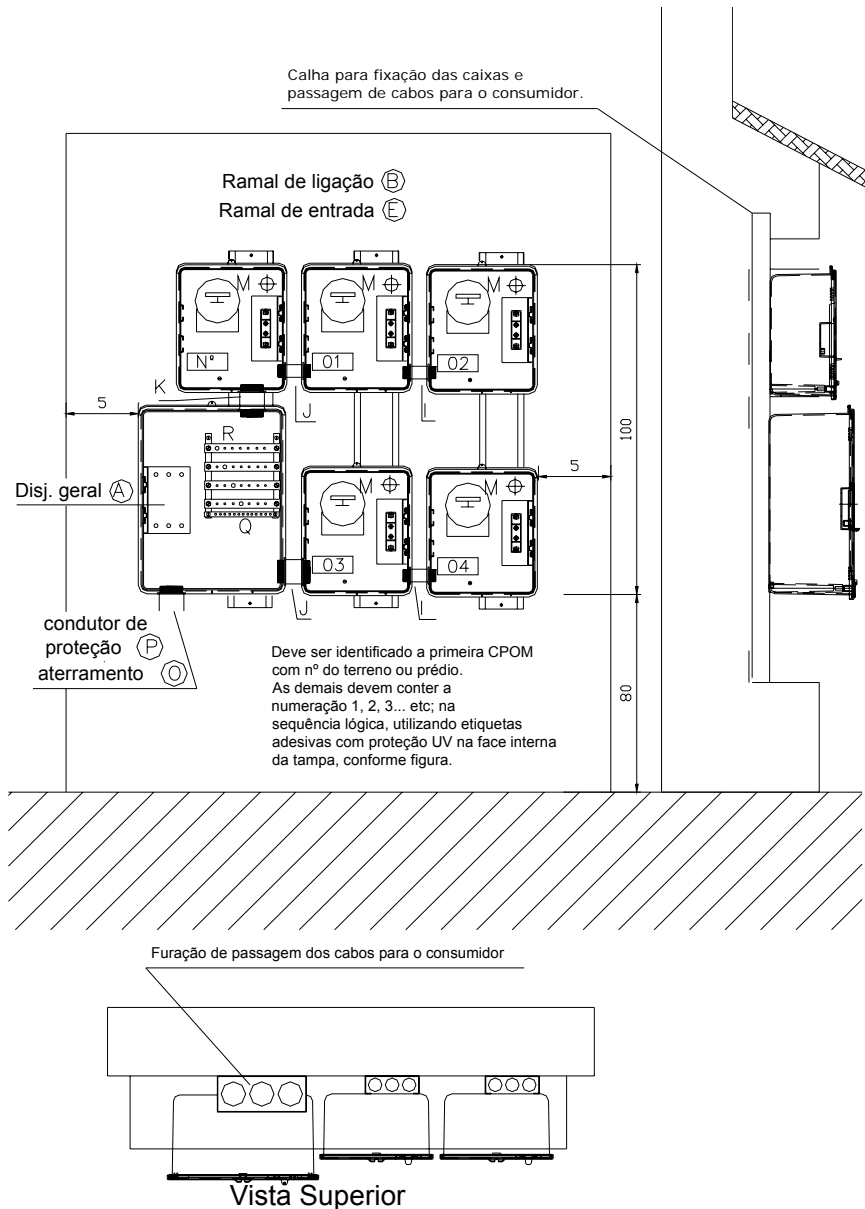 Calha para fixação das caixas e
passagem de cabos para o consumidor.
Ramal de ligação B
Ramal de entrada E
M M M
Nº 01 02
K
J I
5
R
100
5
Disj. geral A
M M
Q
03 04
J I
condutor de
proteção P
aterramento O
Deve ser identificado a primeira CPOM
com nº do terreno ou prédio.
As demais devem conter a
numeração 1, 2, 3... etc; na
sequência lógica, utilizando etiquetas
adesivas com proteção UV na face interna
da tampa, conforme figura.
80
Furação de passagem dos cabos para o consumidor
Vista Superior